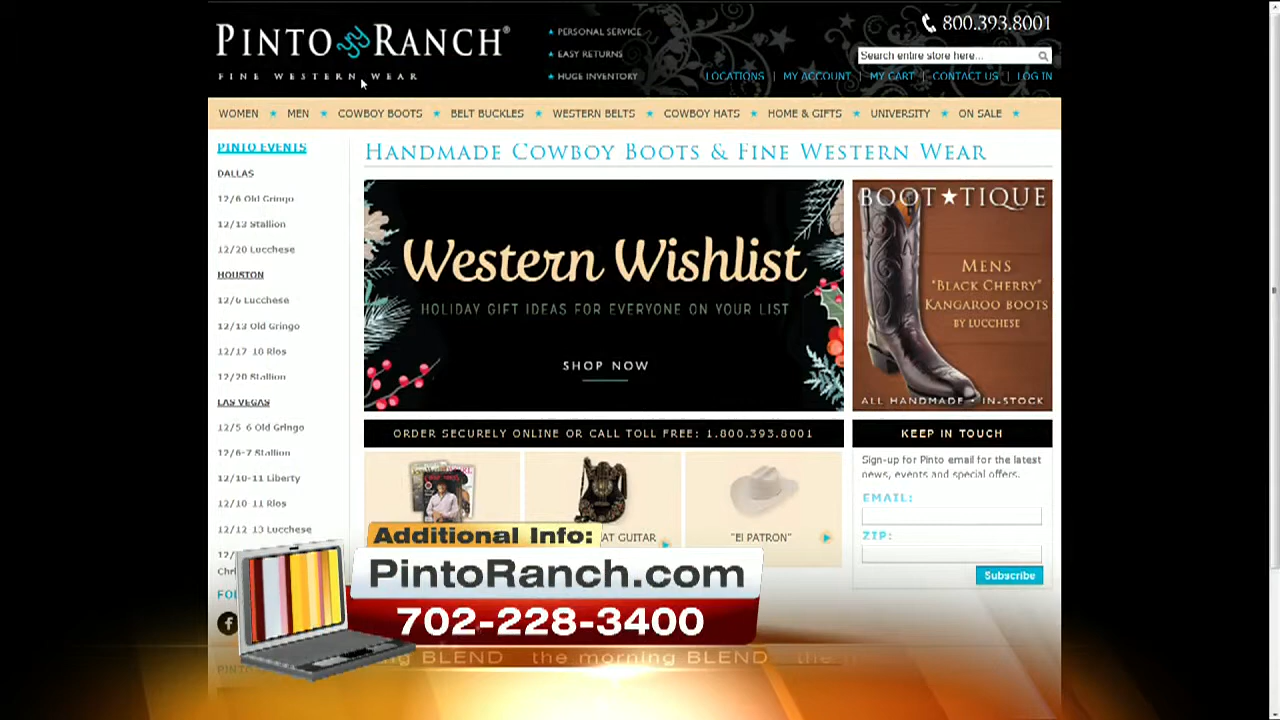 PINTO RANCH®
FINE WESTERN WEAR
★ PERSONAL SERVICE
★ EASY RETURNS
★ HUGE INVENTORY
800.393.8001
Search entire store here...
LOCATIONS | MY ACCOUNT | MY CART | CONTACT US | LOG IN
WOMEN ★ MEN ★ COWBOY BOOTS ★ BELT BUCKLES ★ WESTERN BELTS ★ COWBOY HATS ★ HOME & GIFTS ★ UNIVERSITY ★ ON SALE ★
PINTO EVENTS
DALLAS
12/6 Old Gringo
12/13 Stallion
12/20 Lucchese
HOUSTON
12/6 Lucchese
12/13 Old Gringo
12/17-18 Rios
12/20 Stallion
LAS VEGAS
12/5-6 Old Gringo
12/6-7 Stallion
12/10-11 Liberty
12/10-11 Rios
12/12-13 Lucchese
12/
Chri
FOL
PINTO
HANDMADE COWBOY BOOTS & FINE WESTERN WEAR
Western Wishlist
HOLIDAY GIFT IDEAS FOR EVERYONE ON YOUR LIST
SHOP NOW
BOOT★TIQUE
MENS
"BLACK CHERRY"
KANGAROO BOOTS
BY LUCCHESE
ALL HANDMADE • IN-STOCK
ORDER SECURELY ONLINE OR CALL TOLL FREE: 1.800.393.8001
AT GUITAR
"El PATRON"
KEEP IN TOUCH
Sign-up for Pinto email for the latest
news, events and special offers.
EMAIL:
ZIP:
Subscribe
Additional Info:
PintoRanch.com
702-228-3400
ng BLEND the morning BLEND the